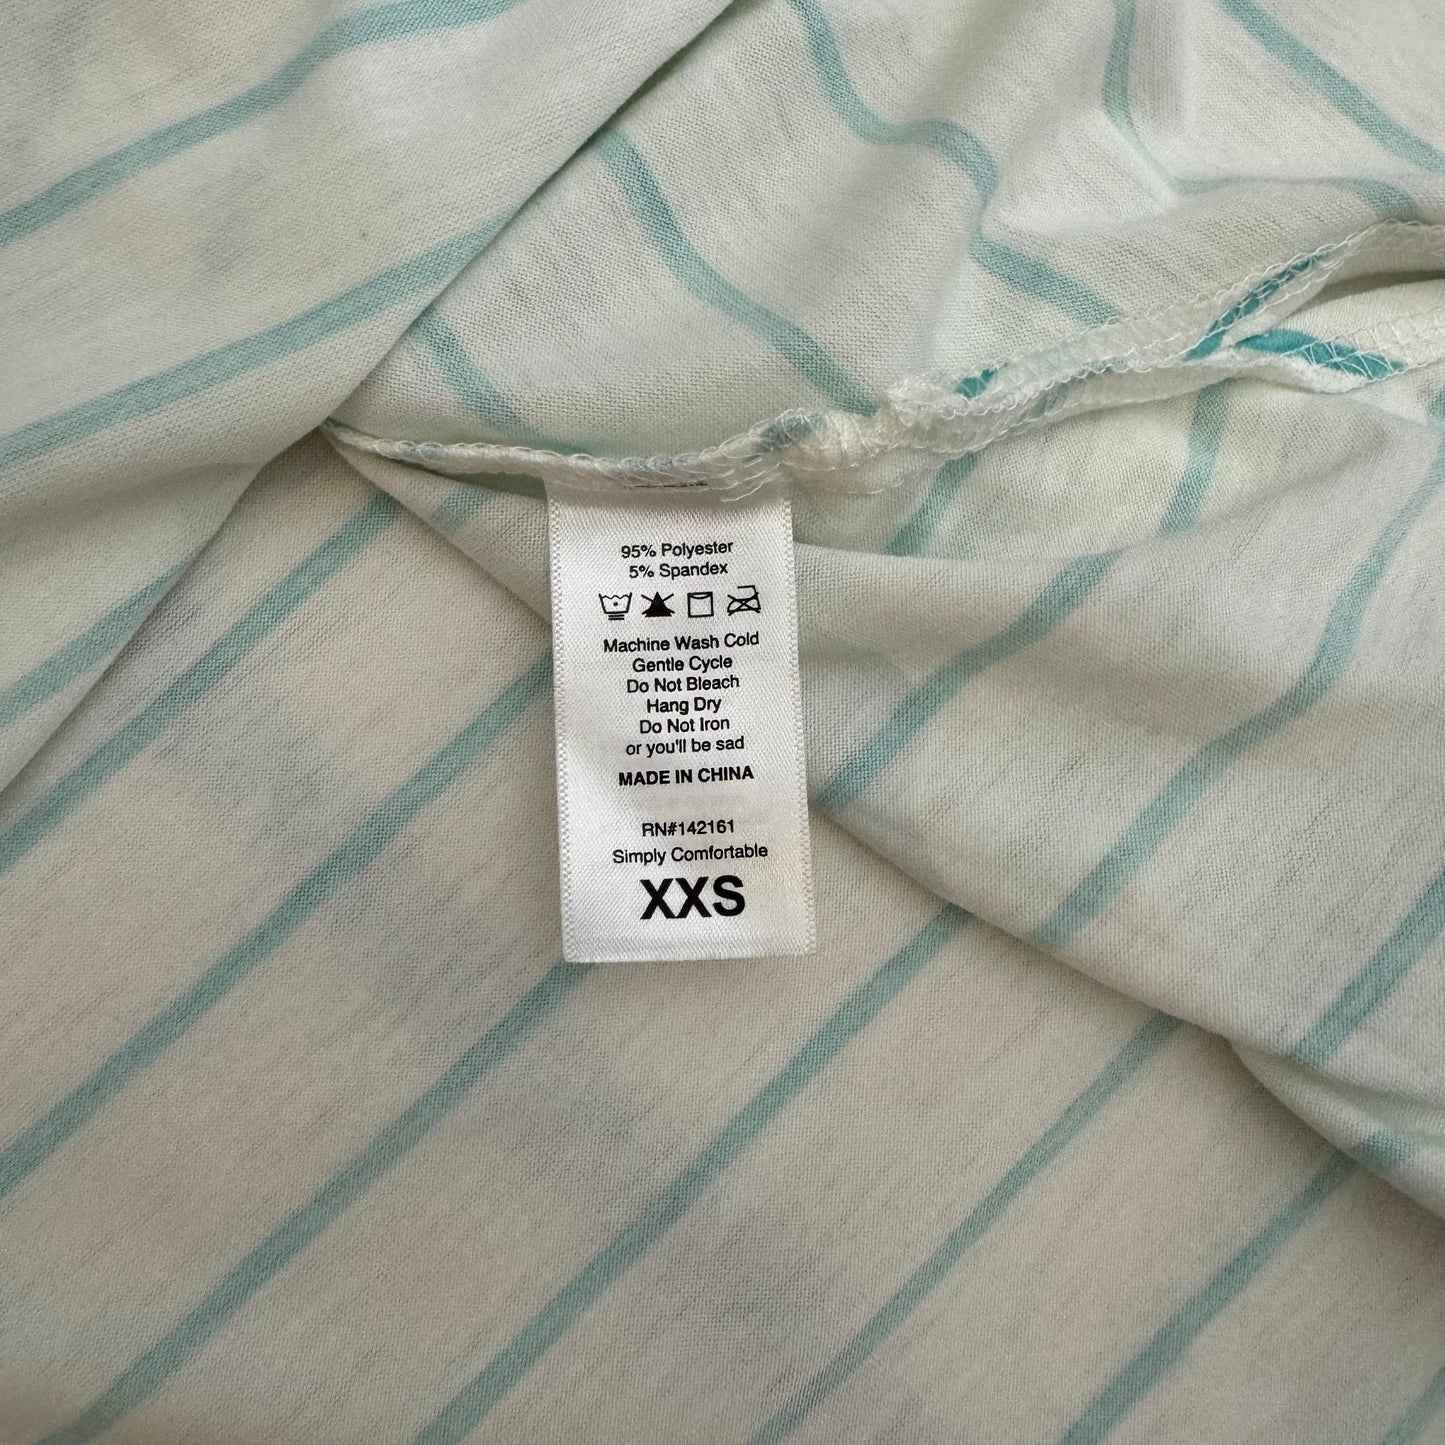 95% Polyester
5% Spandex
Machine Wash Cold
Gentle Cycle
Do Not Bleach
Hang Dry
Do Not Iron
or you'll be sad
MADE IN CHINA
RN#142161
Simply Comfortable
XXS